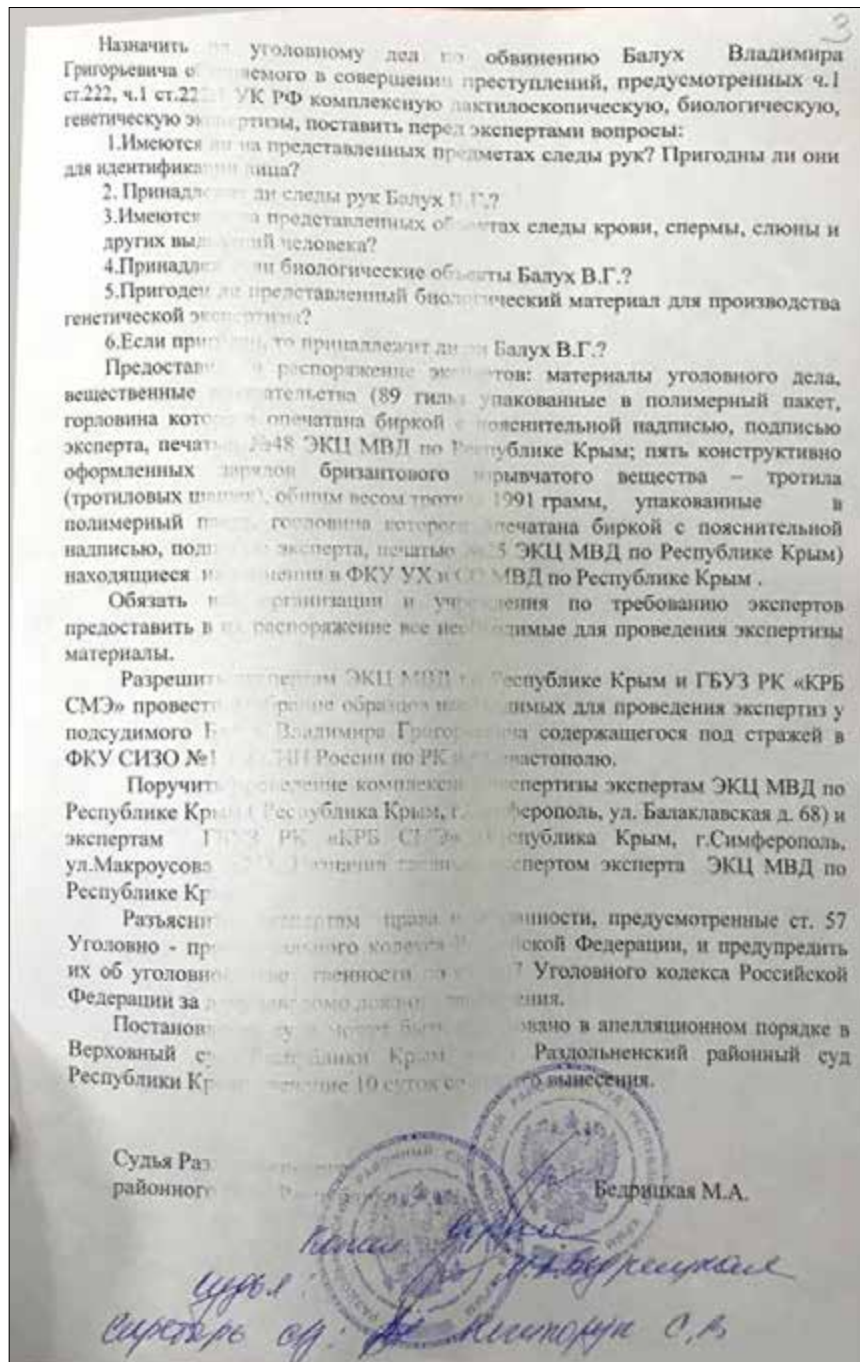 3
Назначить по уголовному делу по обвинению Балух Владимира
Григорьевича обвиняемого в совершении преступлений, предусмотренных ч.1
ст.222, ч.1 ст.222.1 УК РФ комплексную дактилоскопическую, биологическую,
генетическую экспертизы, поставить перед экспертами вопросы:
1.Имеются ли на представленных предметах следы рук? Пригодны ли они
для идентификации лица?
2. Принадлежат ли следы рук Балух В.Г.?
3.Имеются ли на представленных объектах следы крови, спермы, слюны и
других выделений человека?
4.Принадлежат ли биологические объекты Балух В.Г.?
5.Пригоден ли представленный биологический материал для производства
генетической экспертизы?
6.Если пригоден, то принадлежит ли он Балух В.Г.?
Предоставить в распоряжение экспертов: материалы уголовного дела,
вещественные доказательства (89 гильз упакованные в полимерный пакет,
горловина которого опечатана биркой с пояснительной надписью, подписью
эксперта, печатью №48 ЭКЦ МВД по Республике Крым; пять конструктивно
оформленных зарядов бризантового взрывчатого вещества – тротила
(тротиловых шашек), общим весом тротила 1991 грамм, упакованные в
полимерный пакет, горловина которого опечатана биркой с пояснительной
надписью, подписью эксперта, печатью №25 ЭКЦ МВД по Республике Крым)
находящиеся на хранении в ФКУ УХ и СО МВД по Республике Крым .
Обязать все организации и учреждения по требованию экспертов
предоставить в их распоряжение все необходимые для проведения экспертизы
материалы.
Разрешить экспертам ЭКЦ МВД по Республике Крым и ГБУЗ РК «КРБ
СМЭ» провести отбрание образцов необходимых для проведения экспертиз у
подсудимого Балух Владимира Григорьевича содержащегося под стражей в
ФКУ СИЗО №1 УФСИН России по РК и г.Севастополю.
Поручить проведение комплексной экспертизы экспертам ЭКЦ МВД по
Республике Крым ( Республика Крым, г.Симферополь, ул. Балаклавская д. 68) и
экспертам ГБУЗ РК «КРБ СМЭ» (Республика Крым, г.Симферополь,
ул.Макроусова Назначив главным экспертом эксперта ЭКЦ МВД по
Республике Крым
Разъяснить экспертам права и обязанности, предусмотренные ст. 57
Уголовно - процессуального кодекса Российской Федерации, и предупредить
их об уголовной ответственности по ст. 307 Уголовного кодекса Российской
Федерации за дачу заведомо ложного заключения.
Постановление суда может быть обжаловано в апелляционном порядке в
Верховный суд Республики Крым через Раздольненский районный суд
Республики Крым в течение 10 суток со дня его вынесения.
Судья Раздольненского
районного суда Республики Бедрицкая М.А.
Копия верна
Судья: М.А.Бедрицкая
Секретарь с/з: